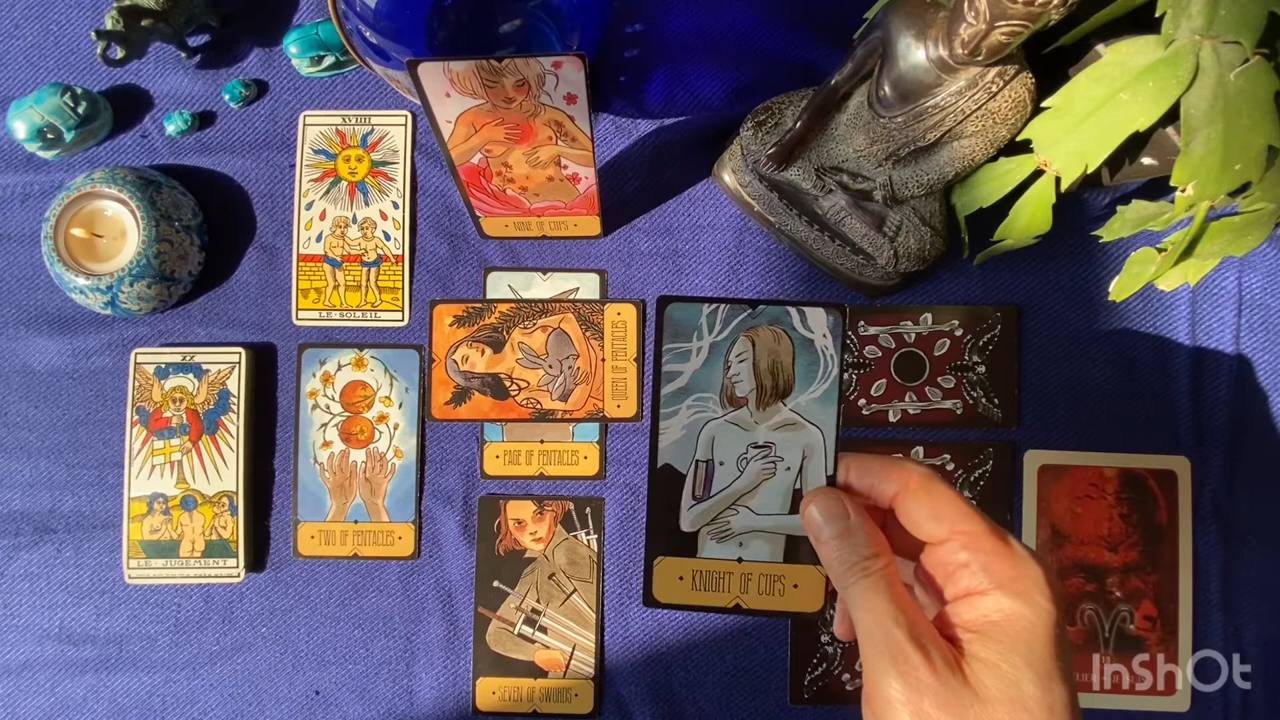 XVIIII
LE·SOLEIL
NINE OF CUPS
XX
LE·JUGEMENT
TWO OF PENTACLES
QUEEN OF PENTACLES
PAGE OF PENTACLES
SEVEN OF SWORDS
KNIGHT OF CUPS
InShOt